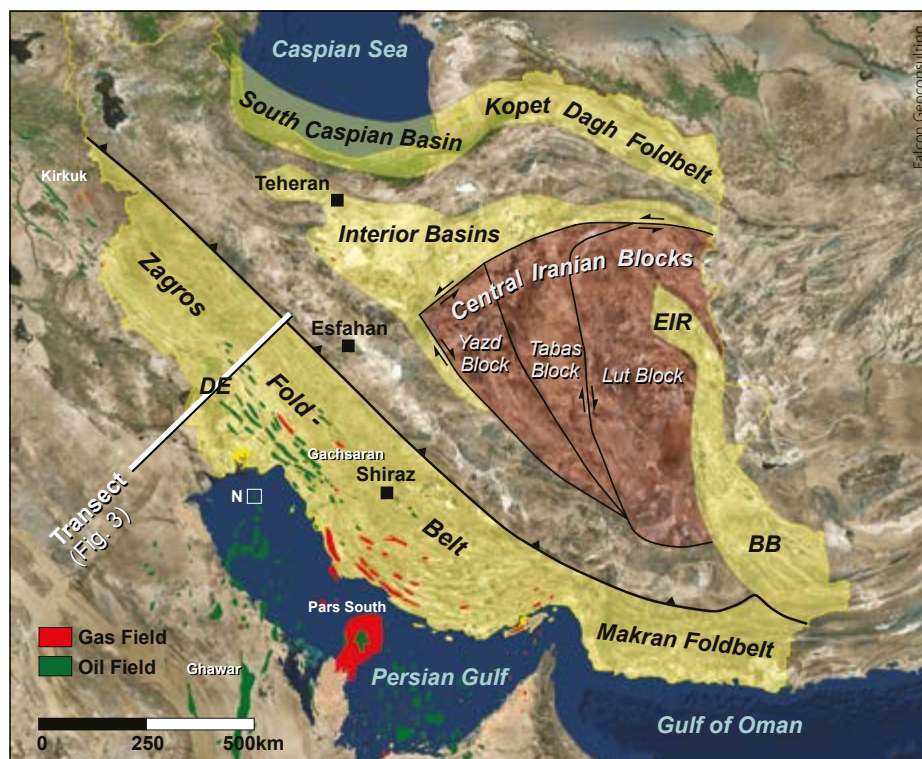 Caspian Sea
Falcon Geoconsulting
South Caspian Basin
Kopet Dagh Foldbelt
Kirkuk
Teheran
Interior Basins
Zagros
Central Iranian Blocks
Esfahan
EIR
Yazd
Block
Tabas
Block
Lut Block
DE
Fold-
Gachsaran
Shiraz
N
Transect
(Fig. 3)
Belt
BB
Pars South
Gas Field
Oil Field
Makran Foldbelt
Ghawar
Persian Gulf
Gulf of Oman
0 250 500km